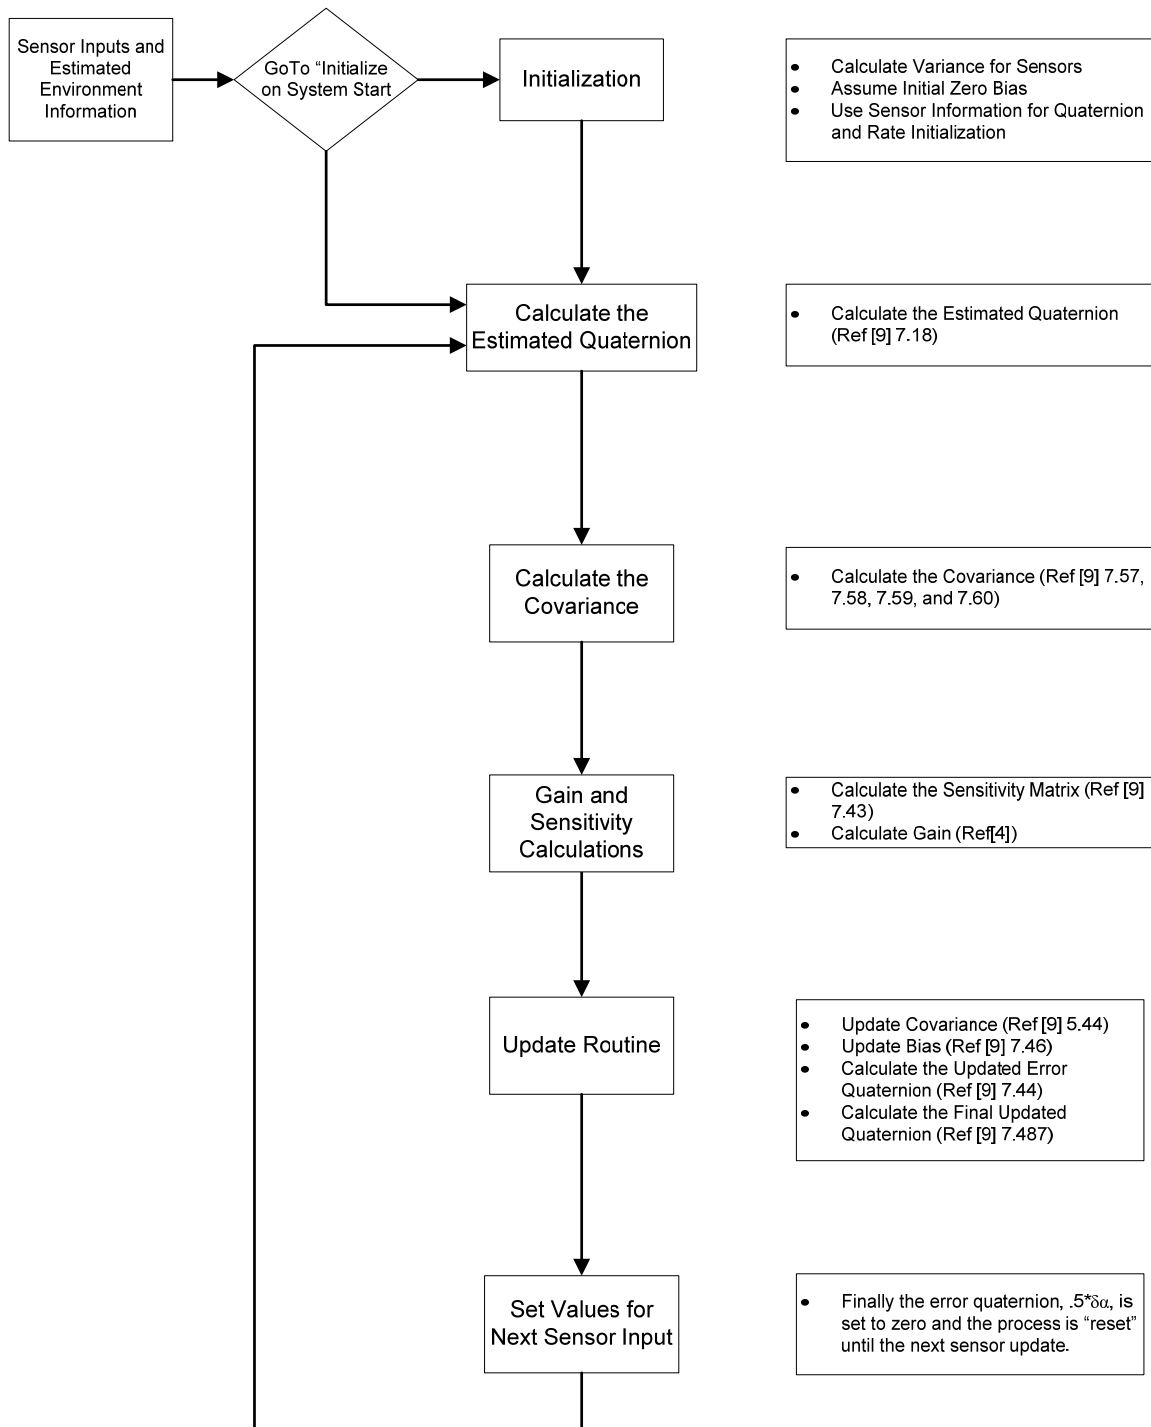 Sensor Inputs and
Estimated
Environment
Information
GoTo “Initialize
on System Start
Initialization
• Calculate Variance for Sensors
• Assume Initial Zero Bias
• Use Sensor Information for Quaternion
and Rate Initialization
Calculate the
Estimated Quaternion
• Calculate the Estimated Quaternion
(Ref [9] 7.18)
Calculate the
Covariance
• Calculate the Covariance (Ref [9] 7.57,
7.58, 7.59, and 7.60)
Gain and
Sensitivity
Calculations
• Calculate the Sensitivity Matrix (Ref [9]
7.43)
• Calculate Gain (Ref[4])
Update Routine
• Update Covariance (Ref [9] 5.44)
• Update Bias (Ref [9] 7.46)
• Calculate the Updated Error
Quaternion (Ref [9] 7.44)
• Calculate the Final Updated
Quaternion (Ref [9] 7.487)
Set Values for
Next Sensor Input
• Finally the error quaternion, .5*δα, is
set to zero and the process is “reset”
until the next sensor update.